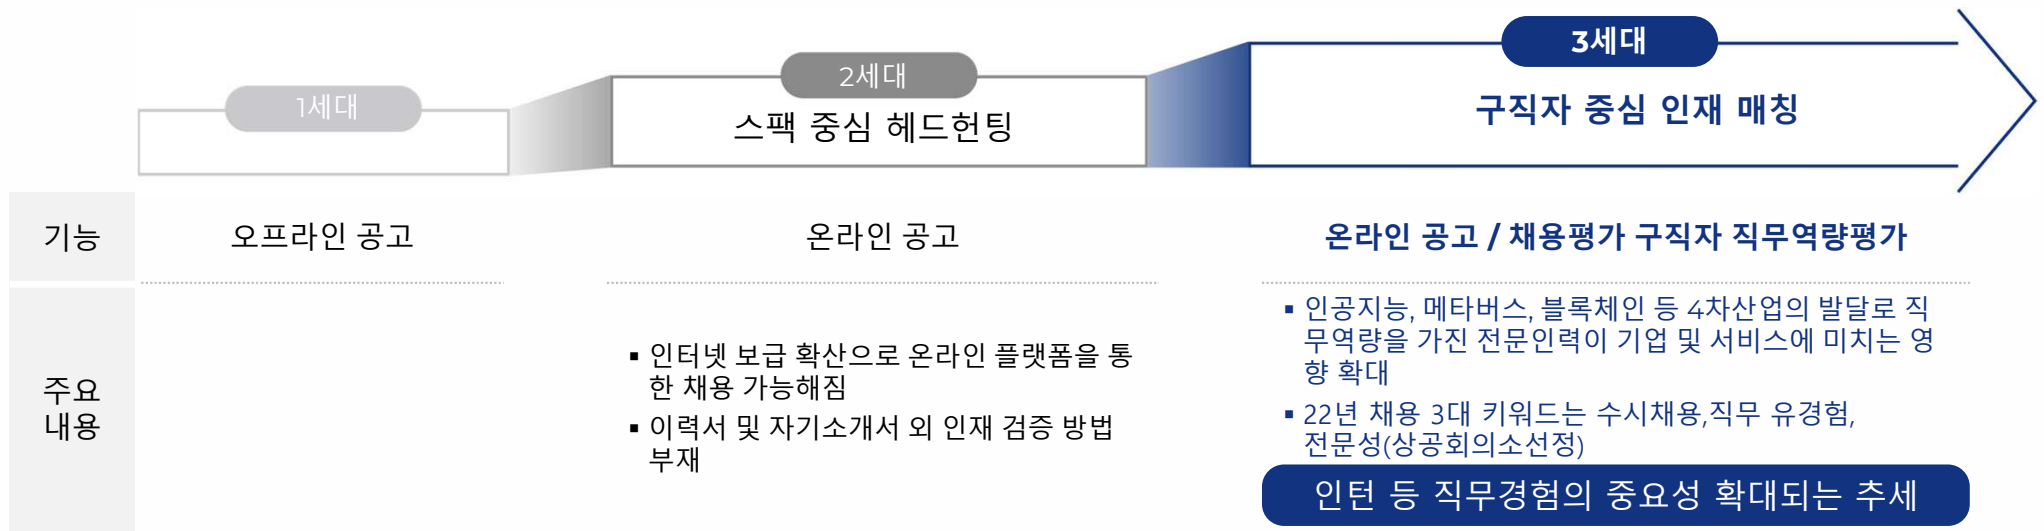 1세대
2세대
스팩 중심 헤드헌팅
3세대
구직자 중심 인재 매칭
기능
오프라인 공고
온라인 공고
온라인 공고 / 채용평가 구직자 직무역량평가
주요
내용
▪ 인터넷 보급 확산으로 온라인 플랫폼을 통
한 채용 가능해짐
▪ 이력서 및 자기소개서 외 인재 검증 방법
부재
▪ 인공지능, 메타버스, 블록체인 등 4차산업의 발달로 직
무역량을 가진 전문인력이 기업 및 서비스에 미치는 영
향 확대
▪ 22년 채용 3대 키워드는 수시채용,직무 유경험,
전문성(상공회의소선정)
인턴 등 직무경험의 중요성 확대되는 추세